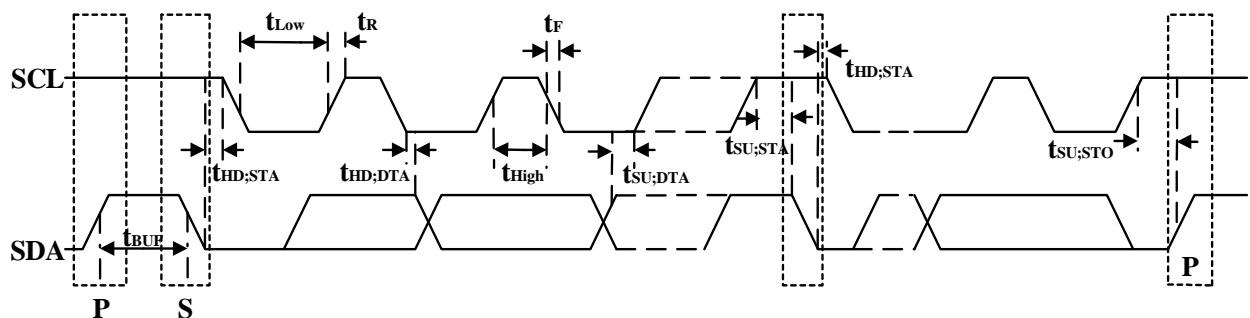 tLow
tR
tF
SCL
tHD;STA
tHD;STA
tHD;DTA
tHigh
tSU;DTA
tSU;STA
tSU;STO
SDA
tBUF
P
P
S